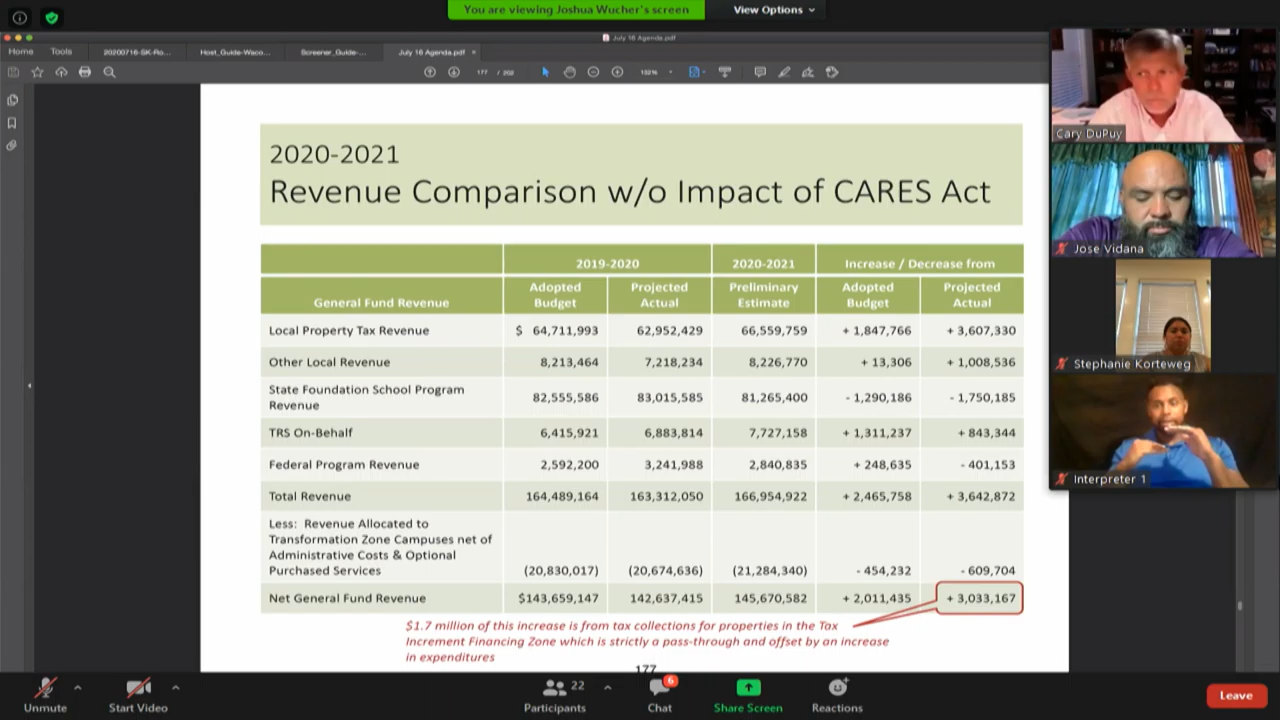 You are viewing Joshua Wucher's screen
View Options
July 16 Agenda.pdf
Home
Tools
20200716-SK-Ro...
Host_Guide-Waco...
Screener_Guide-...
July 16 Agenda.pdf ×
177 / 202
132%
2020-2021
Revenue Comparison w/o Impact of CARES Act
2019-2020 2020-2021 Increase / Decrease from
General Fund Revenue Adopted Budget Projected Actual Preliminary Estimate Adopted Budget Projected Actual
Local Property Tax Revenue $ 64,711,993 62,952,429 66,559,759 + 1,847,766 + 3,607,330
Other Local Revenue 8,213,464 7,218,234 8,226,770 + 13,306 + 1,008,536
State Foundation School Program
Revenue 82,555,586 83,015,585 81,265,400 - 1,290,186 - 1,750,185
TRS On-Behalf 6,415,921 6,883,814 7,727,158 + 1,311,237 + 843,344
Federal Program Revenue 2,592,200 3,241,988 2,840,835 + 248,635 - 401,153
Total Revenue 164,489,164 163,312,050 166,954,922 + 2,465,758 + 3,642,872
Less: Revenue Allocated to
Transformation Zone Campuses net of
Administrative Costs & Optional
Purchased Services (20,830,017) (20,674,636) (21,284,340) - 454,232 - 609,704
Net General Fund Revenue $143,659,147 142,637,415 145,670,582 + 2,011,435 + 3,033,167
$1.7 million of this increase is from tax collections for properties in the Tax
Increment Financing Zone which is strictly a pass-through and offset by an increase
in expenditures
177
Cary DuPuy
Jose Vidana
Stephanie Korteweg
Interpreter 1
Unmute
Start Video
22
Participants
6
Chat
Share Screen
Reactions
Leave